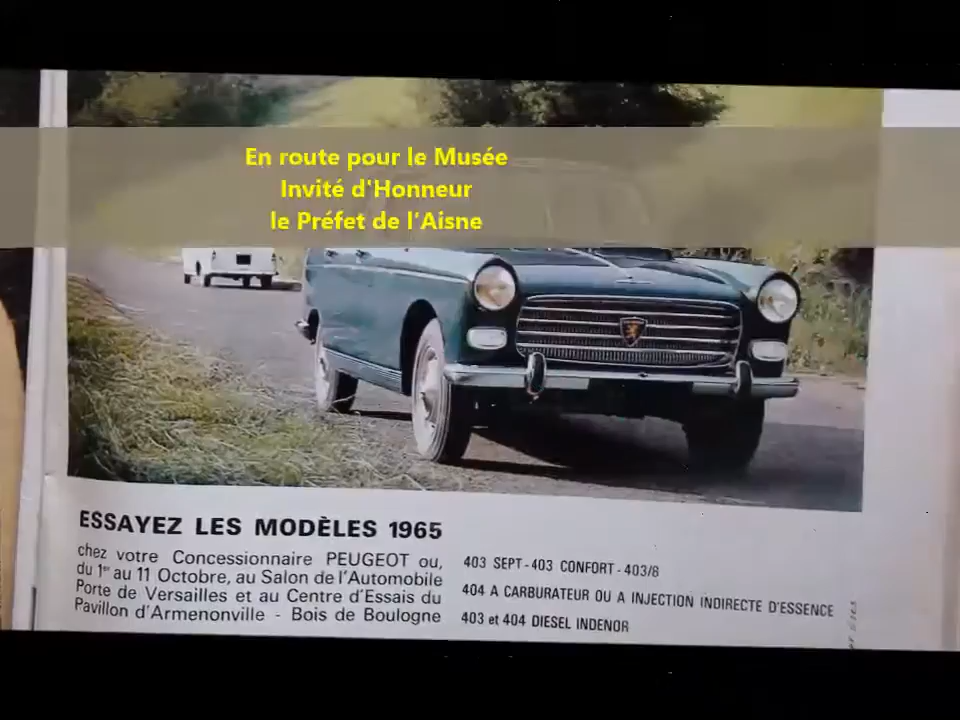 En route pour le Musée
Invité d'Honneur
le Préfet de l'Aisne
ESSAYEZ LES MODÈLES 1965
chez votre Concessionnaire PEUGEOT ou,
du 1er au 11 Octobre, au Salon de l'Automobile
Porte de Versailles et au Centre d'Essais du
Pavillon d'Armenonville - Bois de Boulogne
403 SEPT - 403 CONFORT - 403/8
404 A CARBURATEUR OU A INJECTION INDIRECTE D'ESSENCE
403 et 404 DIESEL INDENOR